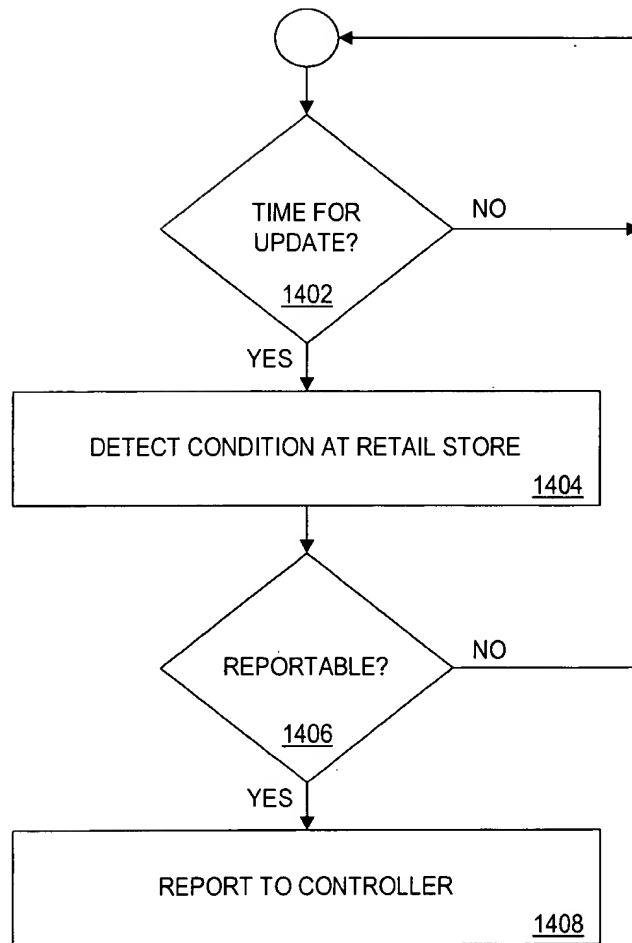 TIME FOR
UPDATE?
1402
NO
YES
DETECT CONDITION AT RETAIL STORE
1404
REPORTABLE?
1406
NO
YES
REPORT TO CONTROLLER
1408